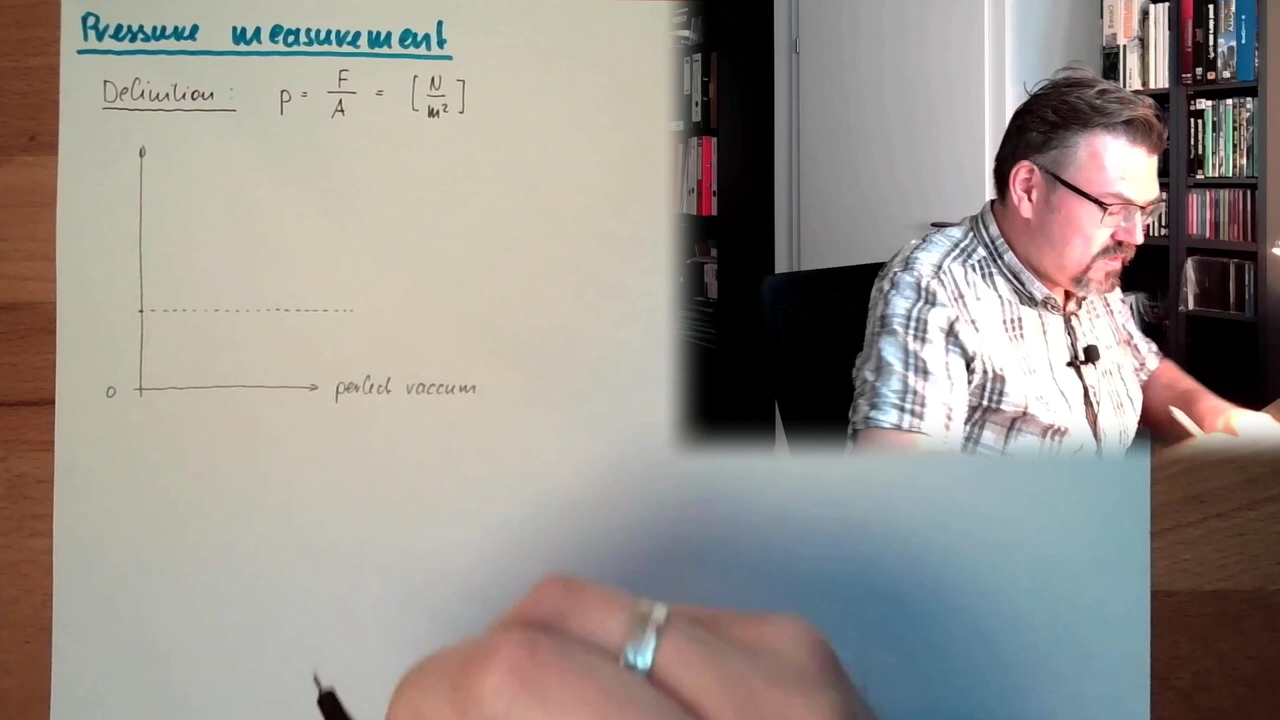 Pressure measurement
Definition: p = F/A = [N/m²]
0 perfect vaccum